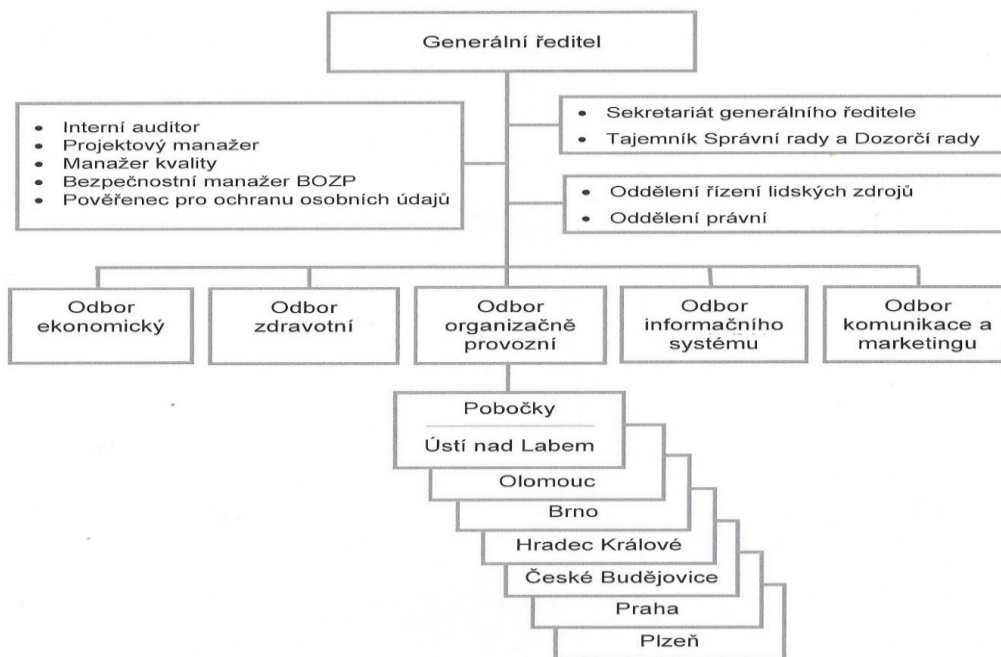 Generální ředitel
• Interní auditor
• Projektový manažer
• Manažer kvality
• Bezpečnostní manažer BOZP
• Pověřenec pro ochranu osobních údajů
• Sekretariát generálního ředitele
• Tajemník Správní rady a Dozorčí rady
• Oddělení řízení lidských zdrojů
• Oddělení právní
Odbor
ekonomický
Odbor
zdravotní
Odbor
organizačně
provozní
Odbor
informačního
systému
Odbor
komunikace a
marketingu
Pobočky
Ústí nad Labem
Olomouc
Brno
Hradec Králové
České Budějovice
Praha
Plzeň